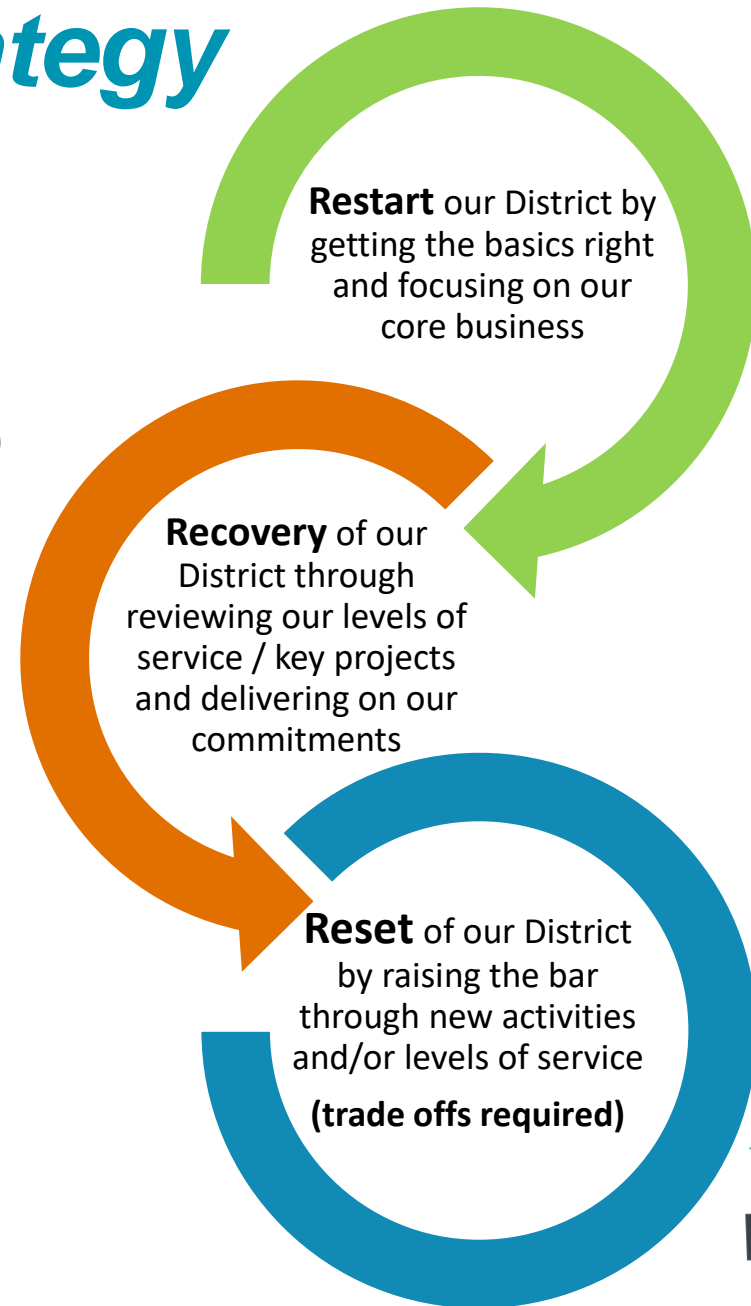 tegy
Restart our District by
getting the basics right
and focusing on our
core business
Recovery of our
District through
reviewing our levels of
service / key projects
and delivering on our
commitments
Reset of our District
by raising the bar
through new activities
and/or levels of service
(trade offs required)